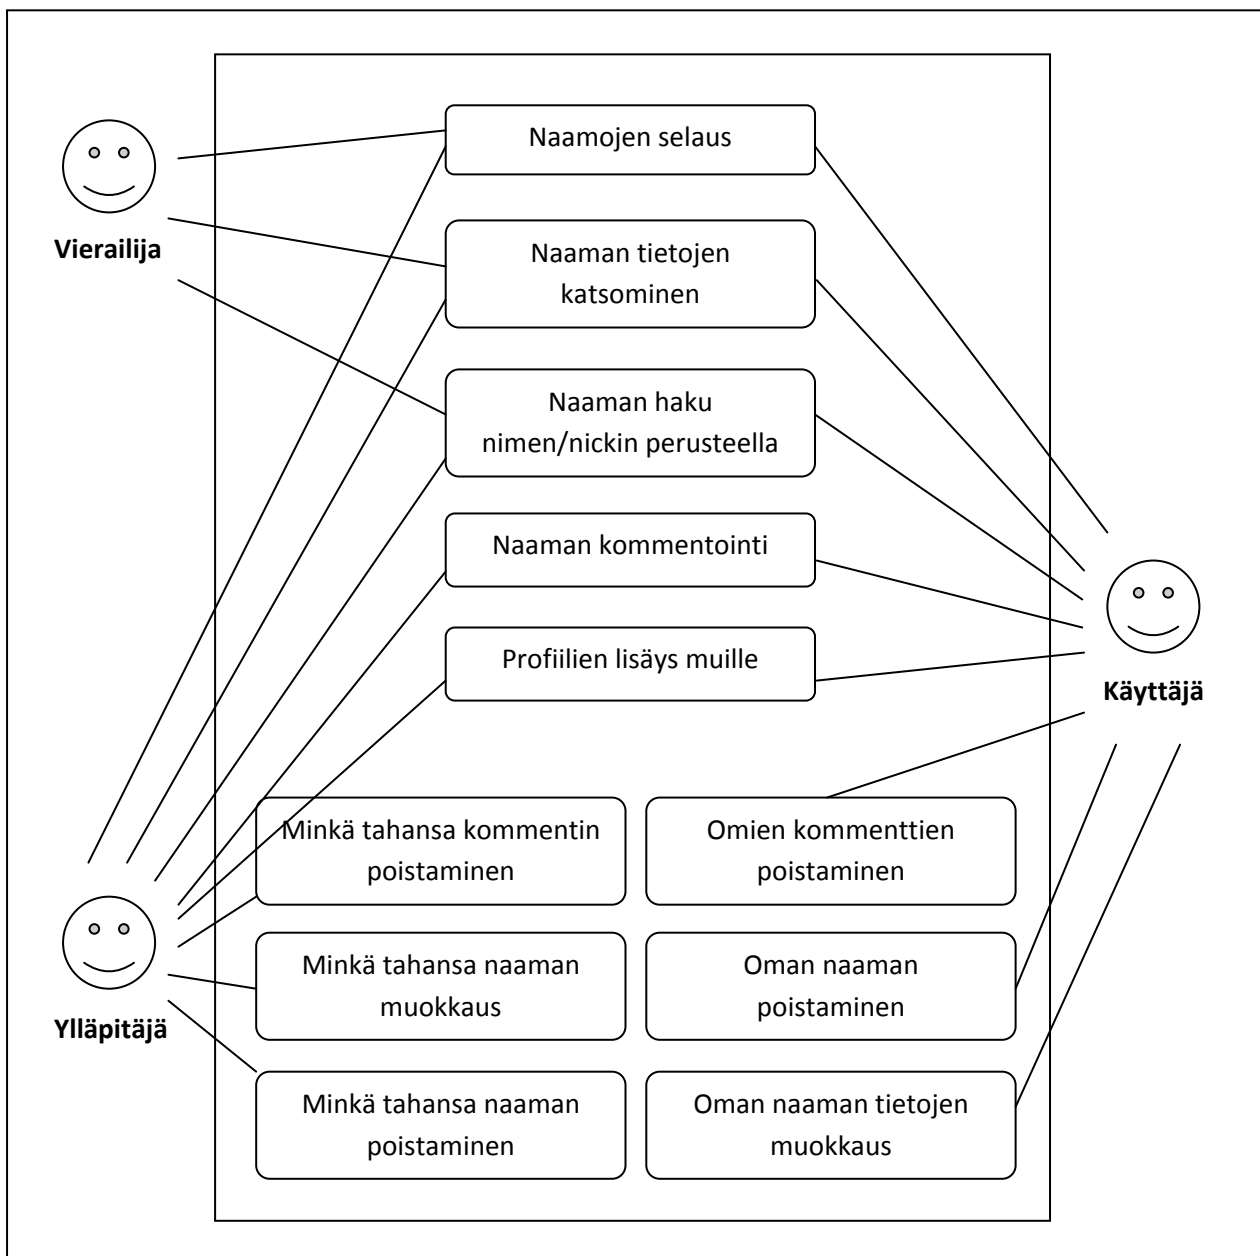 Naamojen selaus
Vierailija
Naaman tietojen
katsominen
Naaman haku
nimen/nickin perusteella
Naaman kommentointi
Profiilien lisäys muille
Käyttäjä
Minkä tahansa kommentin
poistaminen
Omien kommenttien
poistaminen
Minkä tahansa naaman
muokkaus
Oman naaman
poistaminen
Ylläpitäjä
Minkä tahansa naaman
poistaminen
Oman naaman tietojen
muokkaus